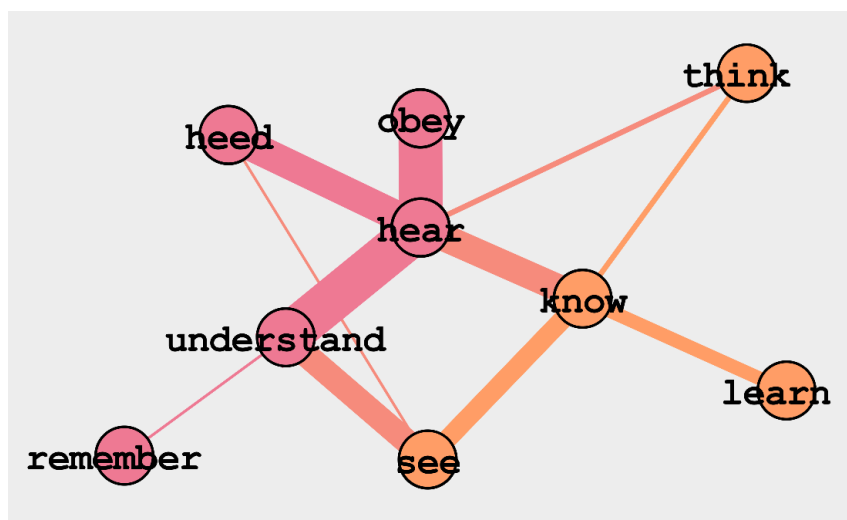 think
obey
heed
hear
know
understand
learn
remember
see